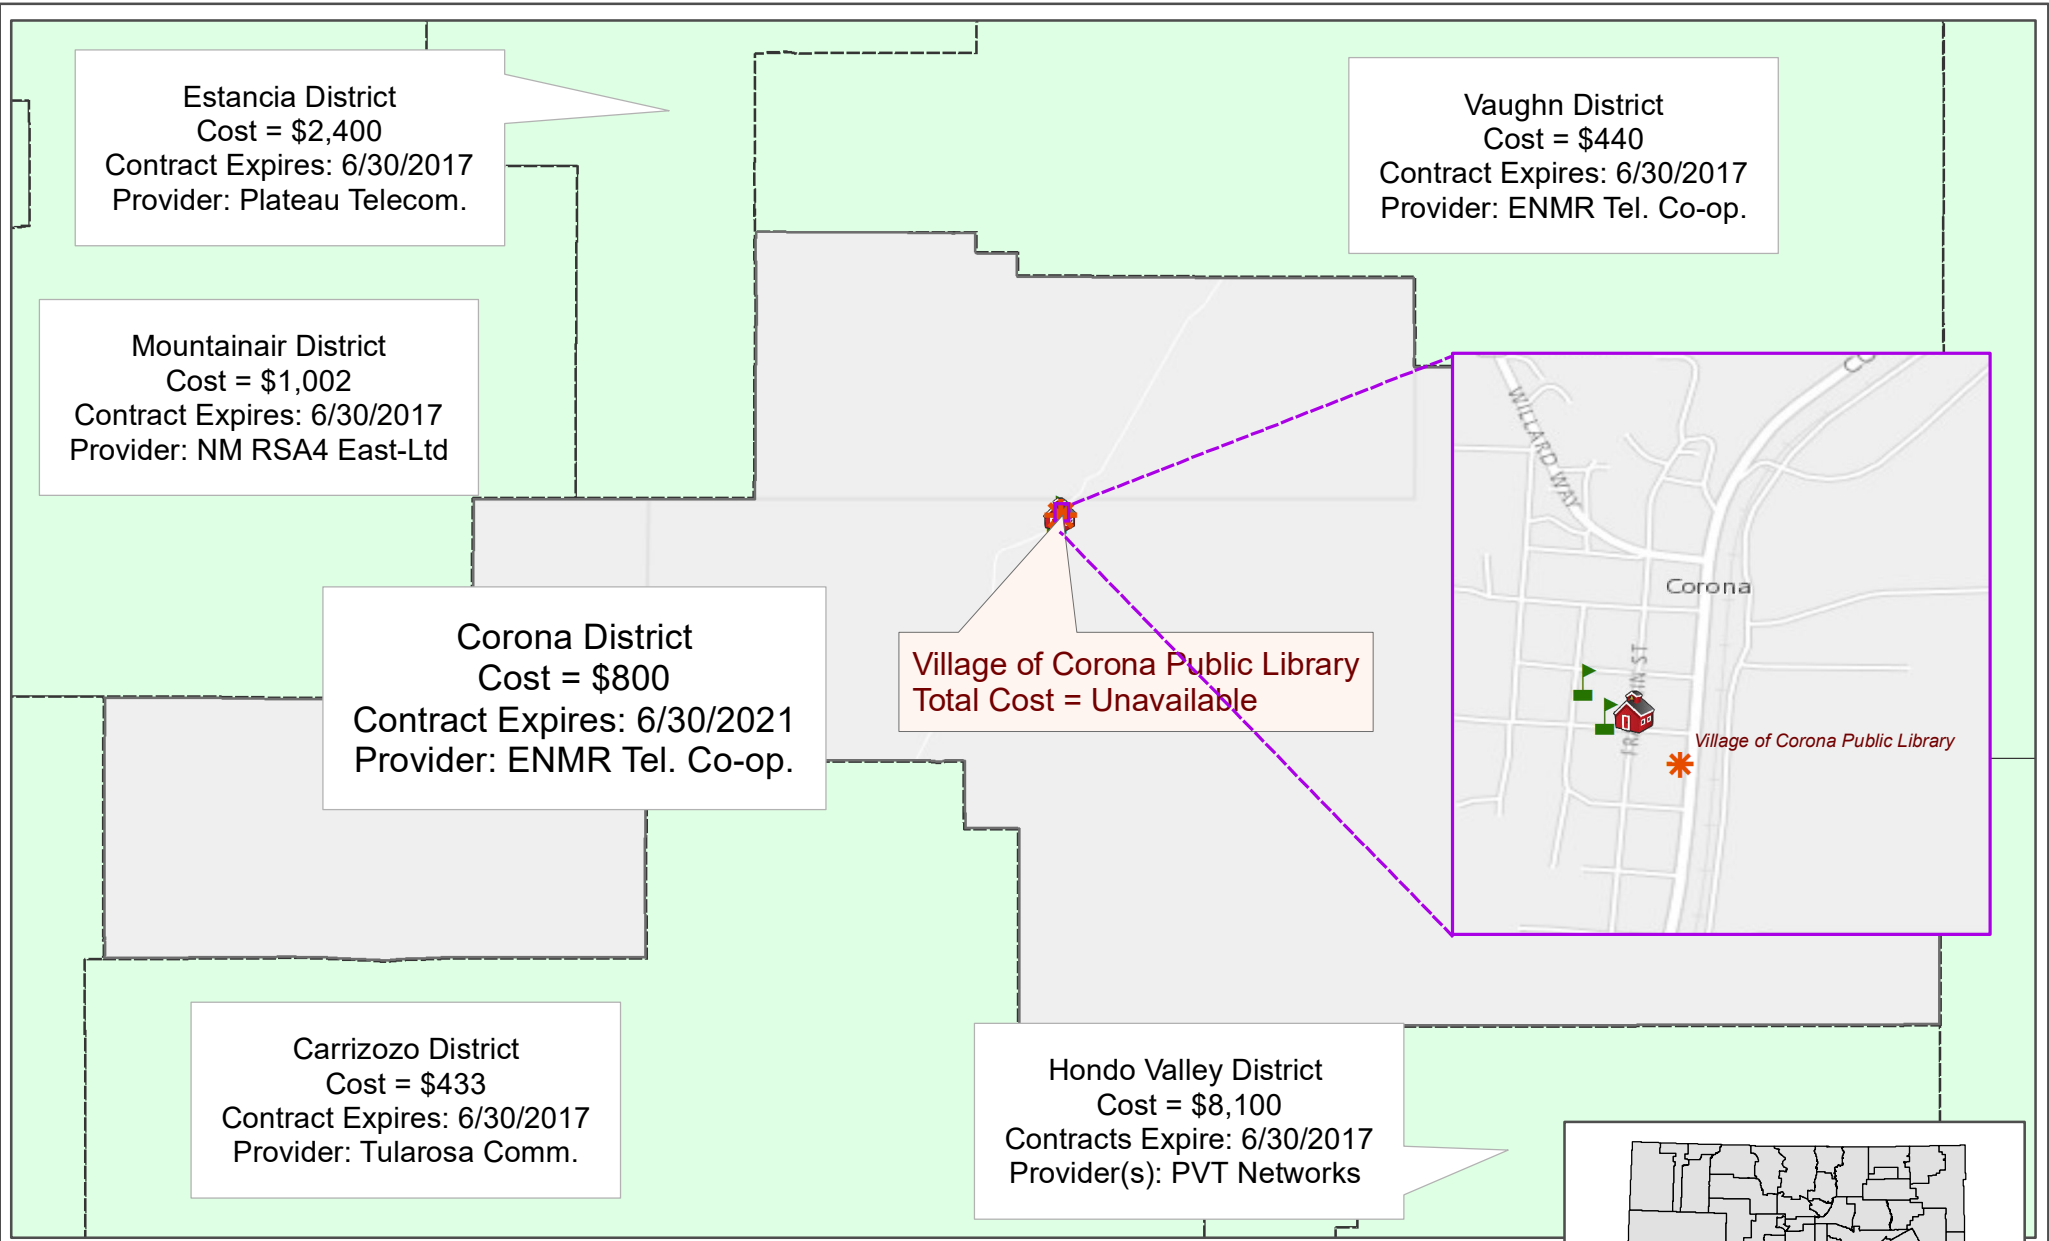 Estancia District
Cost = $2,400
Contract Expires: 6/30/2017
Provider: Plateau Telecom.
Vaughn District
Cost = $440
Contract Expires: 6/30/2017
Provider: ENMR Tel. Co-op.
Mountainair District
Cost = $1,002
Contract Expires: 6/30/2017
Provider: NM RSA4 East-Ltd
WILLARD WAY
Corona
Corona District
Cost = $800
Contract Expires: 6/30/2021
Provider: ENMR Tel. Co-op.
Village of Corona Public Library
Total Cost = Unavailable
Village of Corona Public Library
Carrizozo District
Cost = $433
Contract Expires: 6/30/2017
Provider: Tularosa Comm.
Hondo Valley District
Cost = $8,100
Contracts Expire: 6/30/2017
Provider(s): PVT Networks